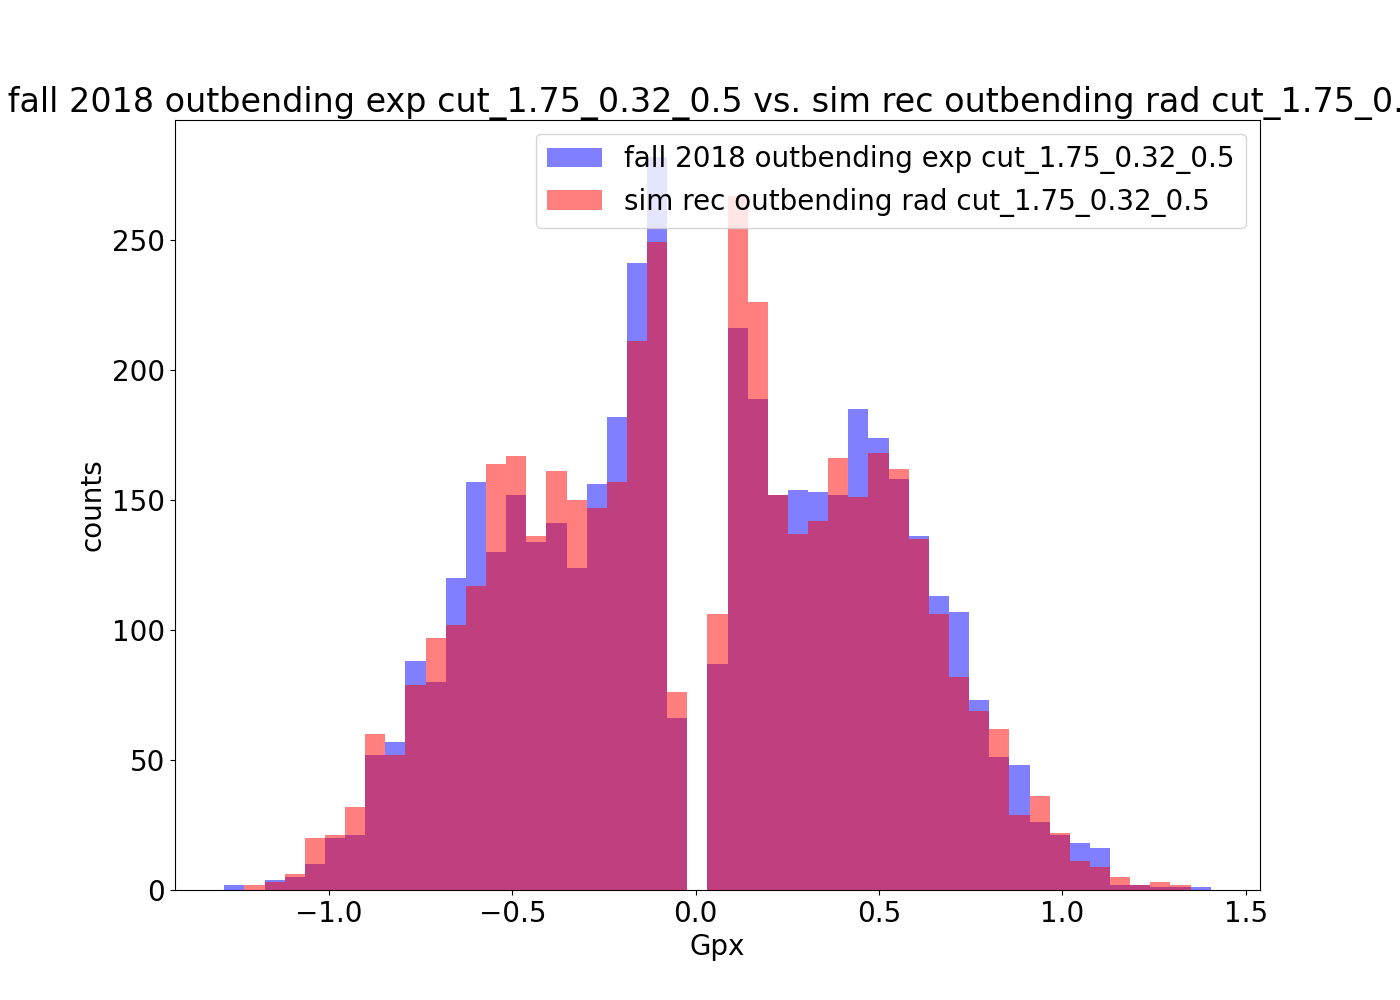 fall 2018 outbending exp cut_1.75_0.32_0.5 vs. sim rec outbending rad cut_1.75_0.
fall 2018 outbending exp cut_1.75_0.32_0.5
sim rec outbending rad cut_1.75_0.32_0.5
counts
250
200
150
100
50
0
−1.0 −0.5 0.0 0.5 1.0 1.5
Gpx